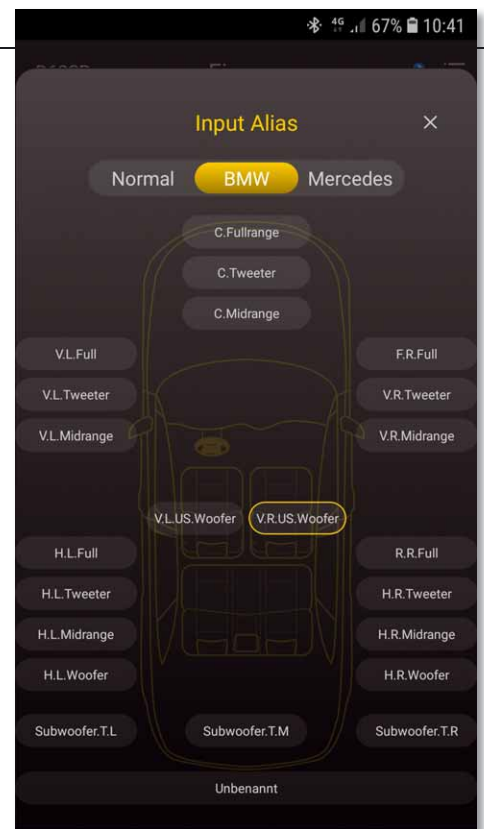 4G 67% 10:41
Input Alias ×
Normal BMW Mercedes
C.Fullrange
C.Tweeter
C.Midrange
V.L.Full F.R.Full
V.L.Tweeter V.R.Tweeter
V.L.Midrange V.R.Midrange
V.L.US.Woofer V.R.US.Woofer
H.L.Full R.R.Full
H.L.Tweeter H.R.Tweeter
H.L.Midrange H.R.Midrange
H.L.Woofer H.R.Woofer
Subwoofer.T.L Subwoofer.T.M Subwoofer.T.R
Unbenannt